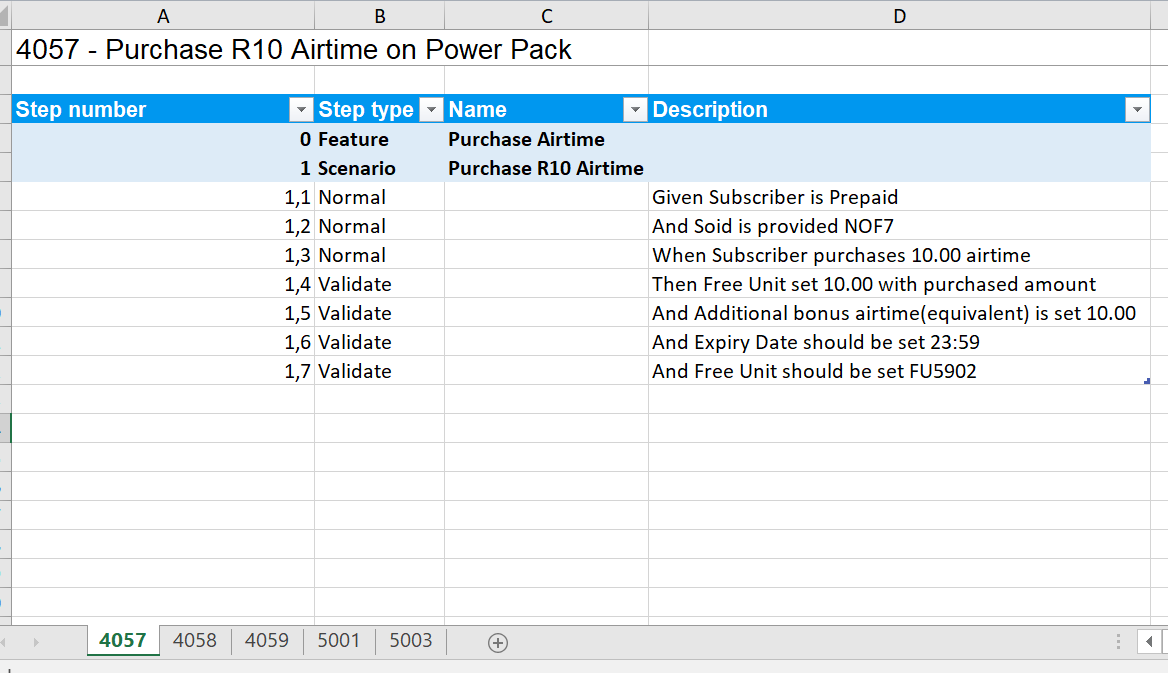 A B C D
4057 - Purchase R10 Airtime on Power Pack
Step number Step type Name Description
0 Feature Purchase Airtime
1 Scenario Purchase R10 Airtime
1,1 Normal Given Subscriber is Prepaid
1,2 Normal And Soid is provided NOF7
1,3 Normal When Subscriber purchases 10.00 airtime
1,4 Validate Then Free Unit set 10.00 with purchased amount
1,5 Validate And Additional bonus airtime(equivalent) is set 10.00
1,6 Validate And Expiry Date should be set 23:59
1,7 Validate And Free Unit should be set FU5902
4057 4058 4059 5001 5003